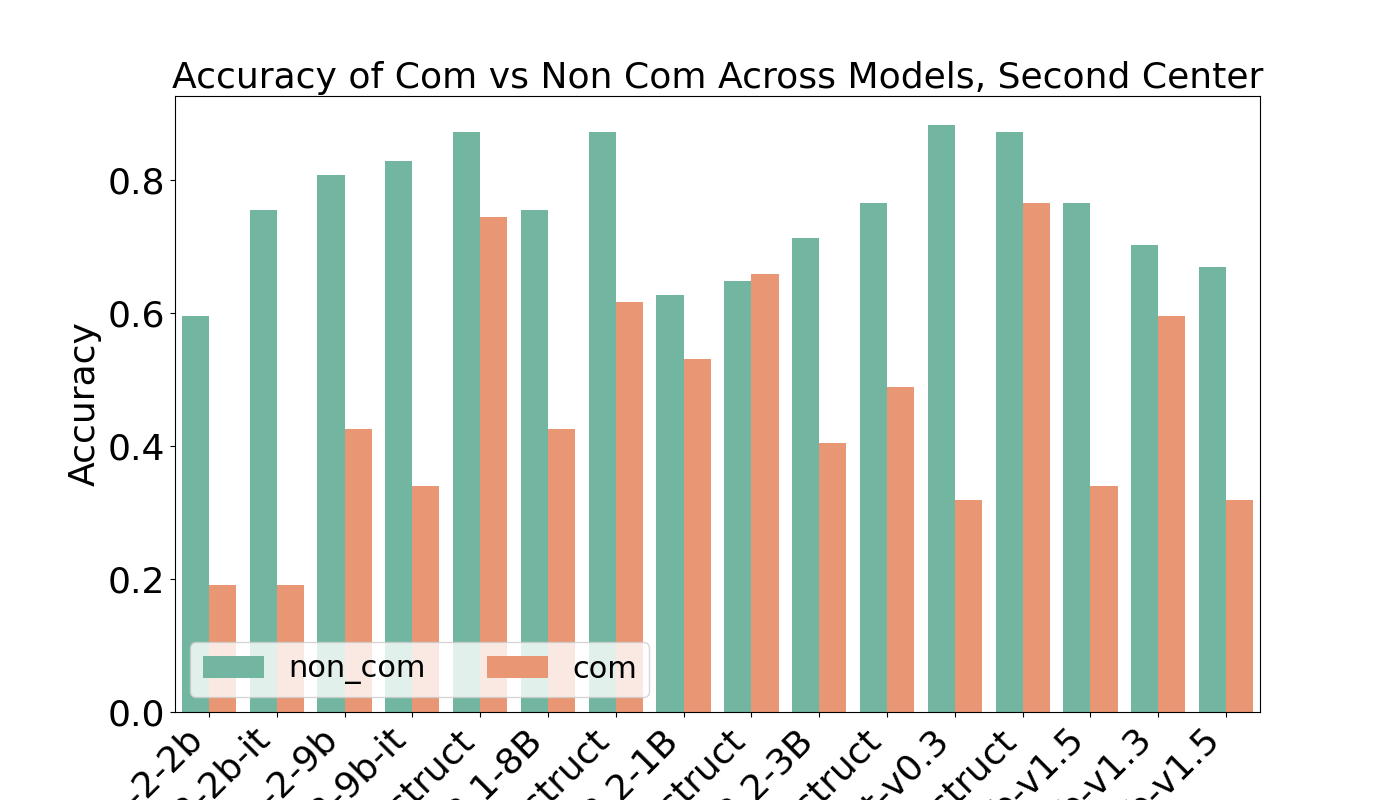 Accuracy of Com vs Non Com Across Models, Second Center
Accuracy
0.8
0.6
0.4
0.2
0.0
non_com
com
-2-2b
-2b-it
-2-9b
-9b-it
struct
1-8B
struct
2-1B
struct
2-3B
struct
t-v0.3
struct
-v1.5
-v1.3
-v1.5